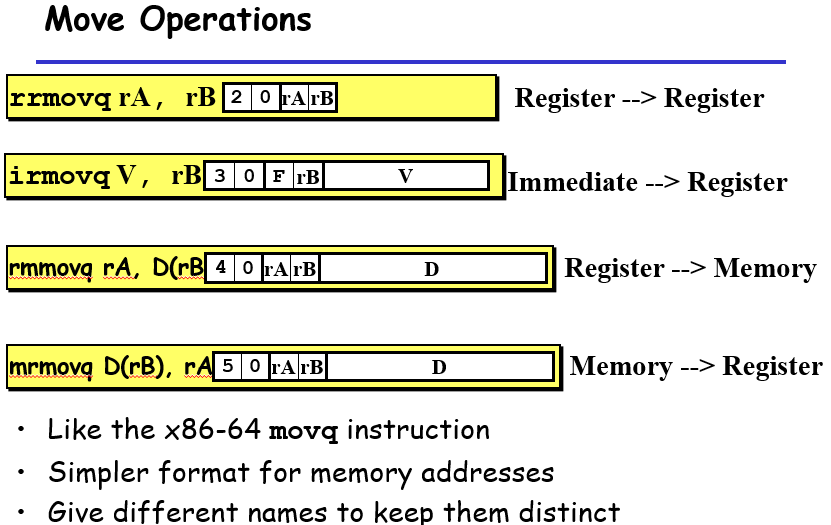 Move Operations
rrmovq rA, rB 2 0 rA rB Register --> Register
irmovq V, rB 3 0 F rB V Immediate --> Register
rmmovq rA, D(rB 4 0 rA rB D Register --> Memory
mrmovq D(rB), rA 5 0 rA rB D Memory --> Register
• Like the x86-64 movq instruction
• Simpler format for memory addresses
• Give different names to keep them distinct